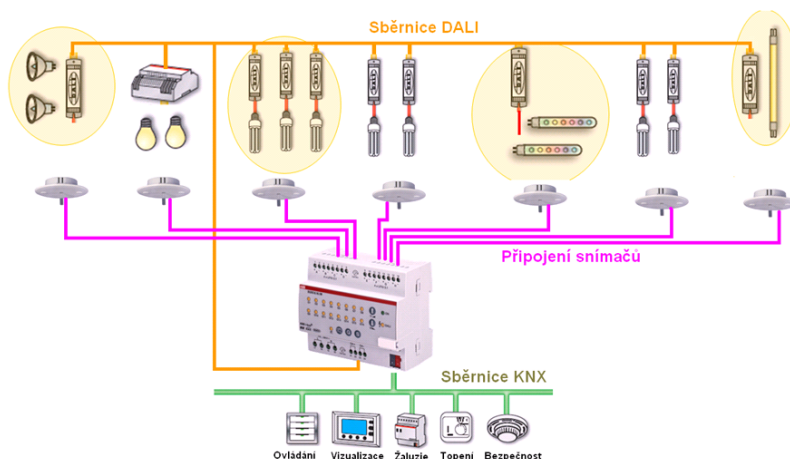 Sběrnice DALI
Připojení snímačů
Sběrnice KNX
Ovládání Vizualizace Žaluzie Topení Bezpečnost